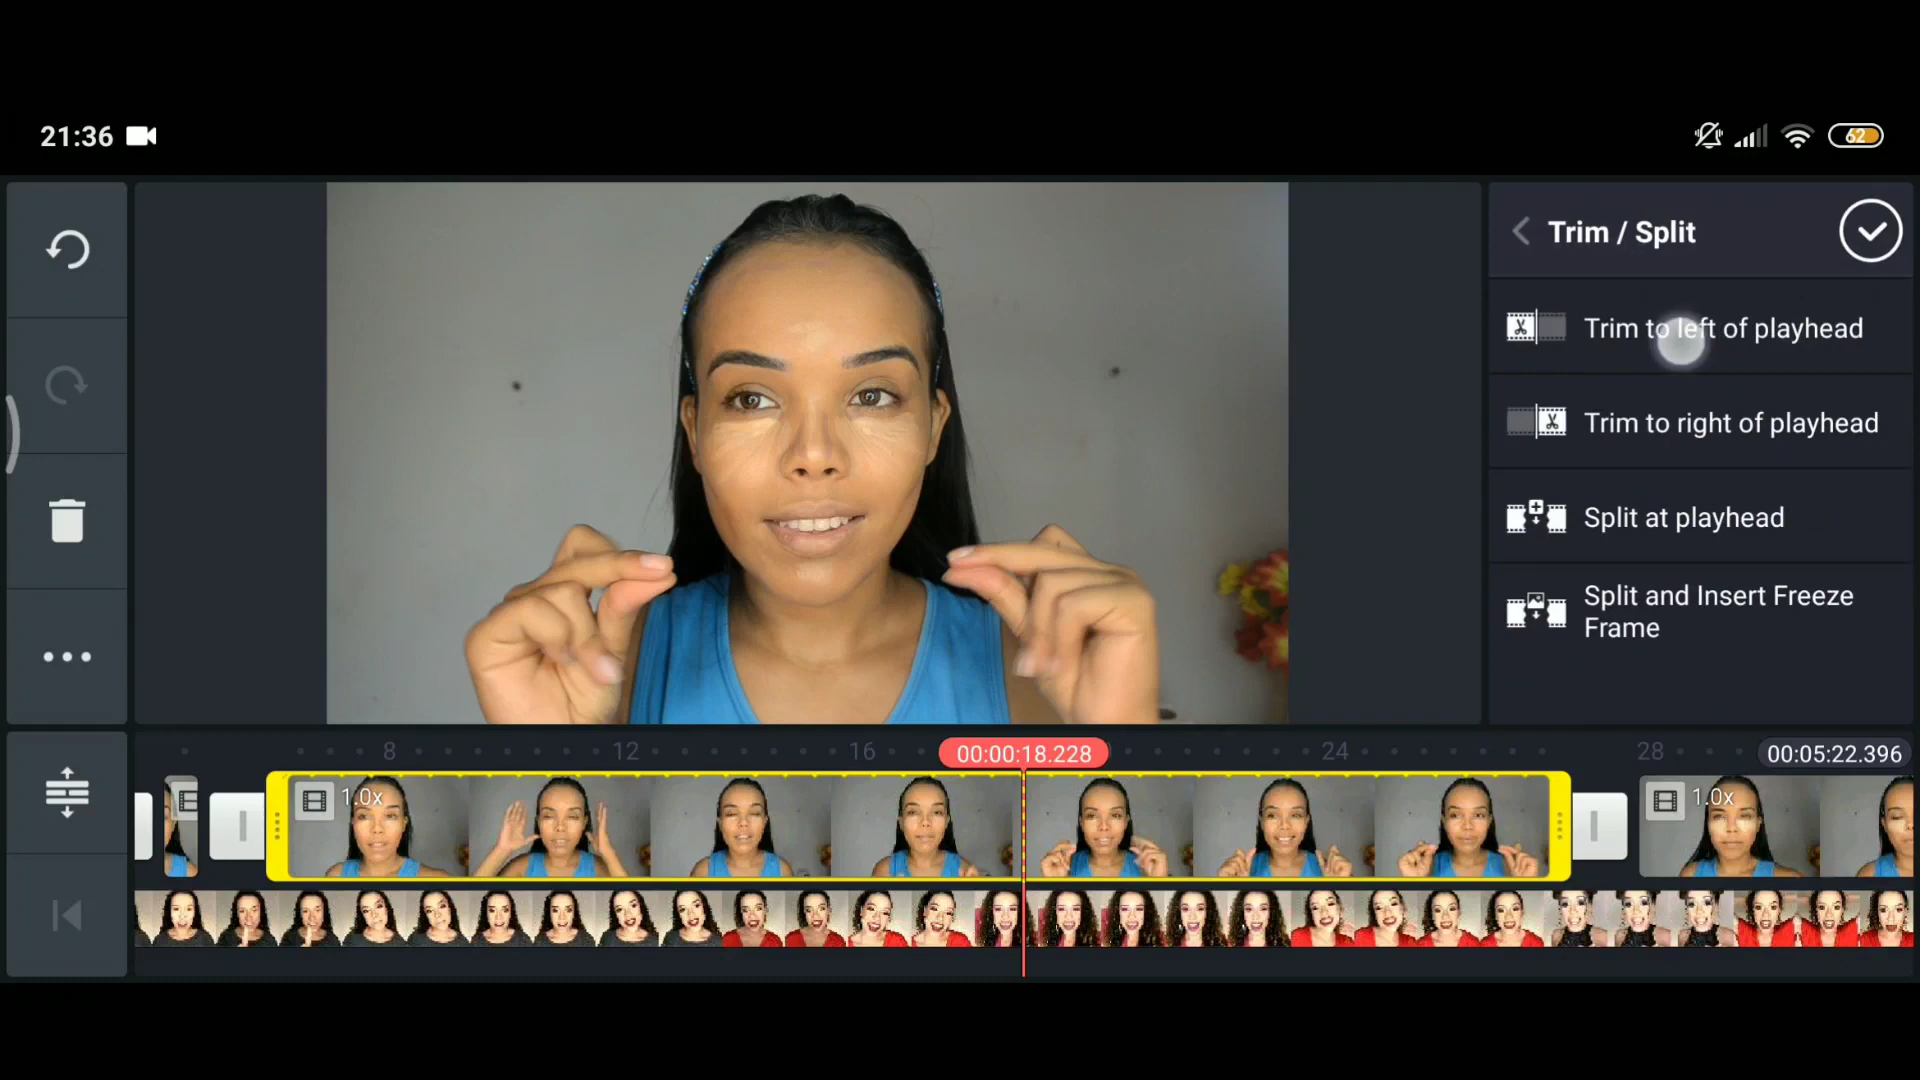 21:36
62
Trim / Split
Trim to left of playhead
Trim to right of playhead
Split at playhead
Split and Insert Freeze
Frame
8 12 16 00:00:18.228 24 28 00:05:22.396
1.0x 1.0x